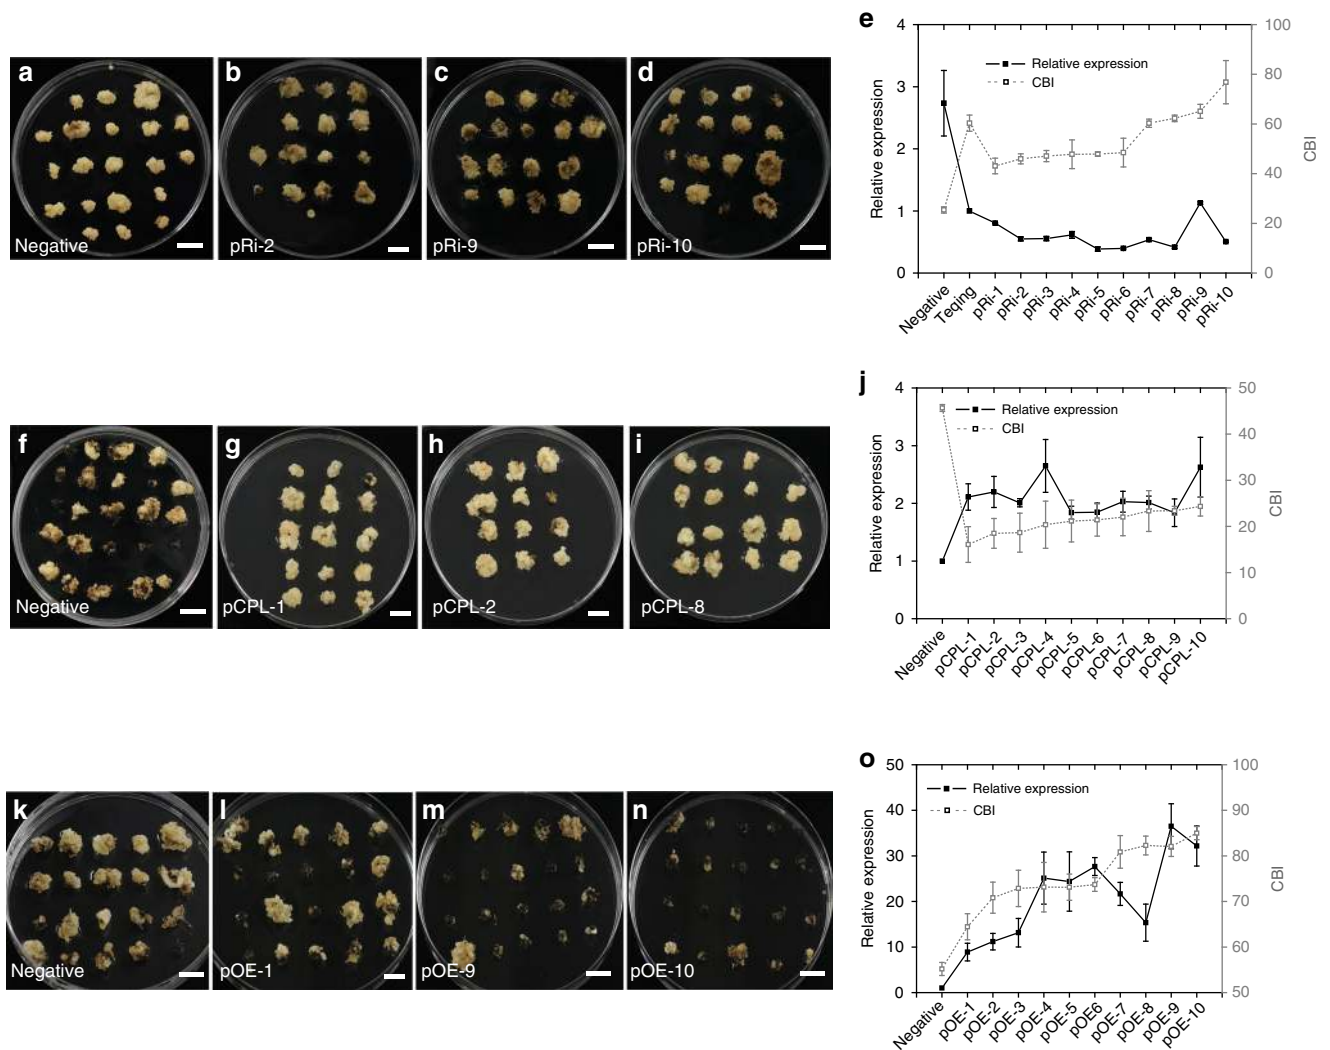 a
b
c
d
Negative
pRi-2
pRi-9
pRi-10
e
4
3
2
1
0
Relative expression
Relative expression
CBI
100
80
60
40
20
0
CBI
Negative
Teqing
pRi-1
pRi-2
pRi-3
pRi-4
pRi-5
pRi-6
pRi-7
pRi-8
pRi-9
pRi-10
f
g
h
i
Negative
pCPL-1
pCPL-2
pCPL-8
j
4
3
2
1
0
Relative expression
Relative expression
CBI
50
40
30
20
10
0
CBI
Negative
pCPL-1
pCPL-2
pCPL-3
pCPL-4
pCPL-5
pCPL-6
pCPL-7
pCPL-8
pCPL-9
pCPL-10
k
l
m
n
Negative
pOE-1
pOE-9
pOE-10
o
50
40
30
20
10
0
Relative expression
Relative expression
CBI
100
90
80
70
60
50
CBI
Negative
pOE-1
pOE-2
pOE-3
pOE-4
pOE-5
pOE6
pOE-7
pOE-8
pOE-9
pOE-10